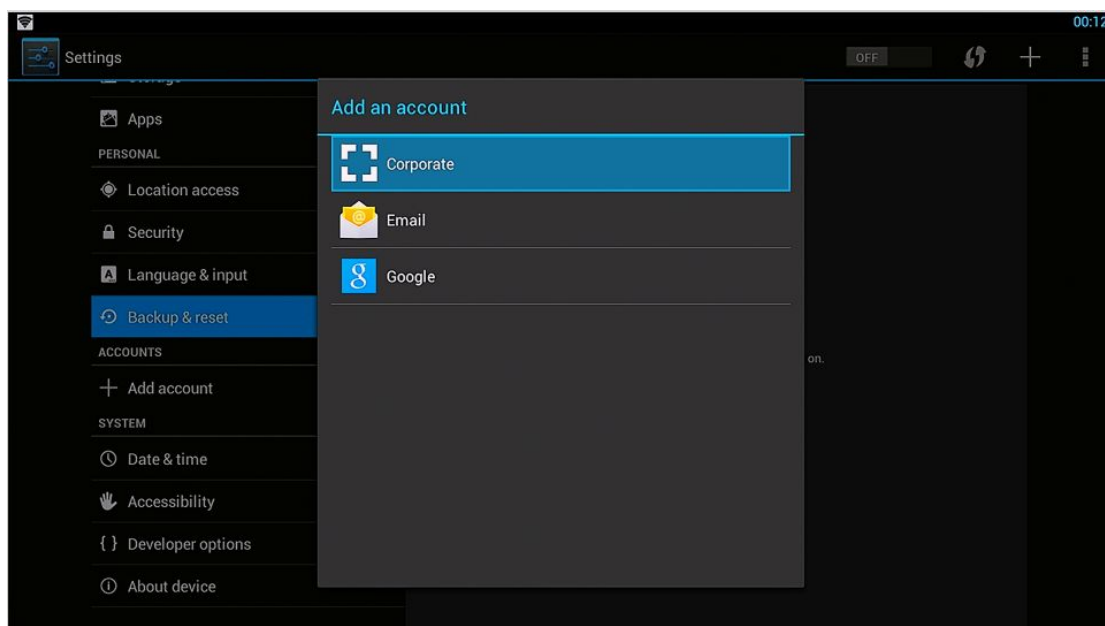 00:12
Settings
OFF
Apps
PERSONAL
Location access
Security
Language & input
Backup & reset
ACCOUNTS
Add account
SYSTEM
Date & time
Accessibility
{ } Developer options
About device
Add an account
Corporate
Email
Google
on.